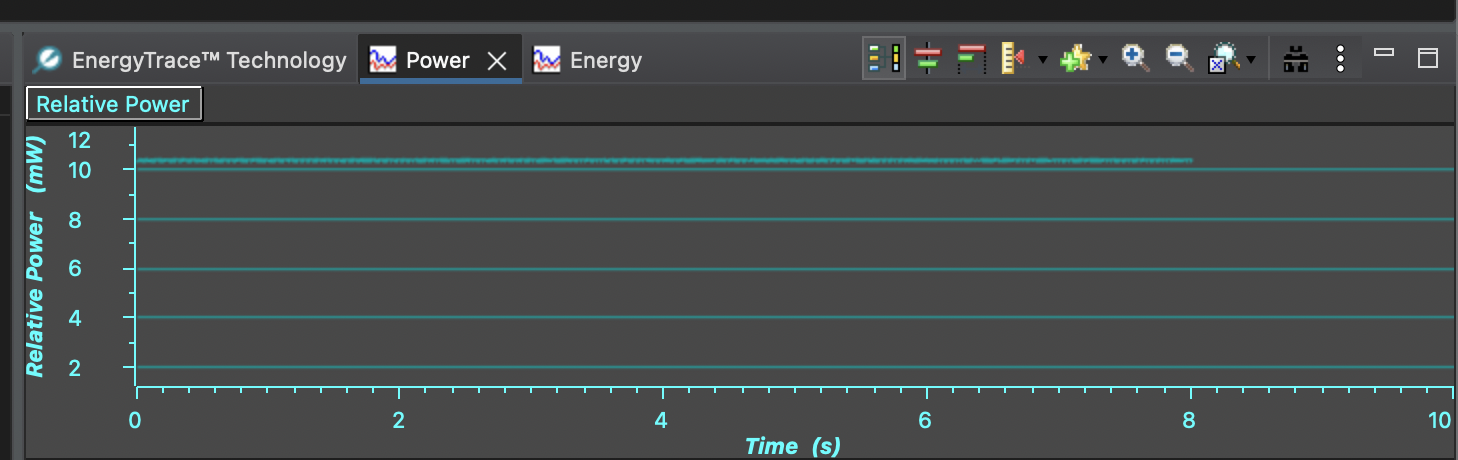 EnergyTrace™ Technology
Power
Energy
Relative Power
Relative Power (mW)
12
10
8
6
4
2
0 2 4 6 8 10
Time (s)